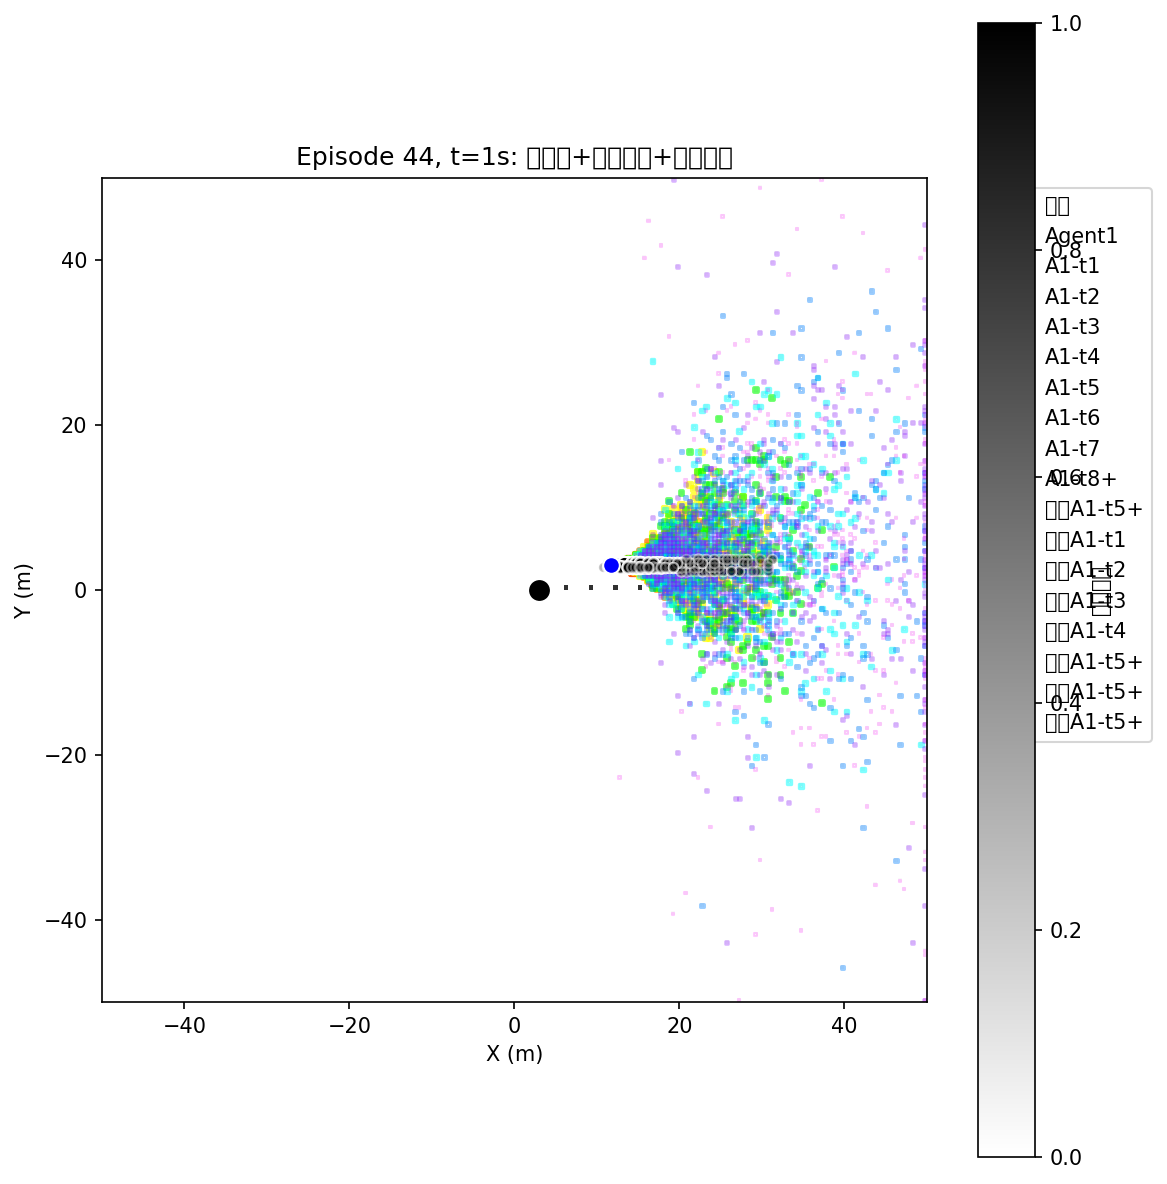 Episode 44, t=1s:
Y (m)
40
20
0
−20
−40
−40
−20
0
20
40
X (m)
1.0
0.8
0.6
0.4
0.2
0.0
Agent1
A1-t1
A1-t2
A1-t3
A1-t4
A1-t5
A1-t6
A1-t7
A1-t8+
A1-t5+
A1-t1
A1-t2
A1-t3
A1-t4
A1-t5+
A1-t5+
A1-t5+